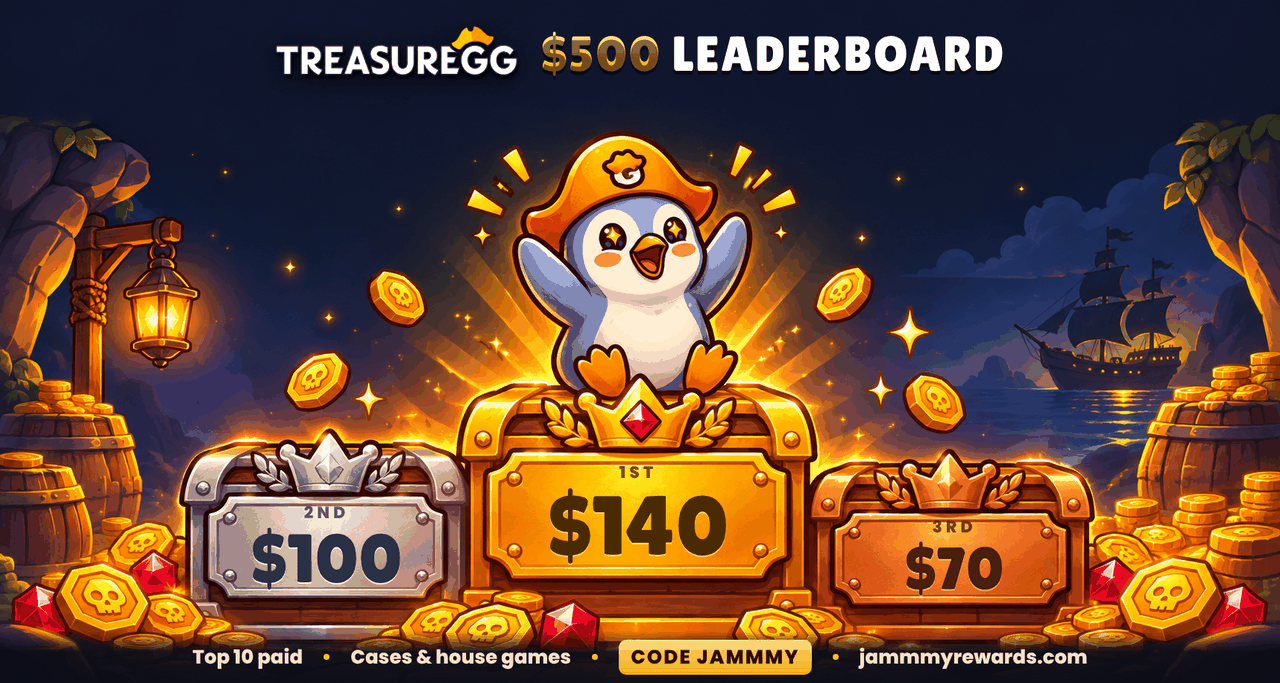 TREASUREGG $500 LEADERBOARD
G
1ST
$140
2ND
$100
3RD
$70
Top 10 paid • Cases & house games • CODE JAMMMY • jammmyrewards.com